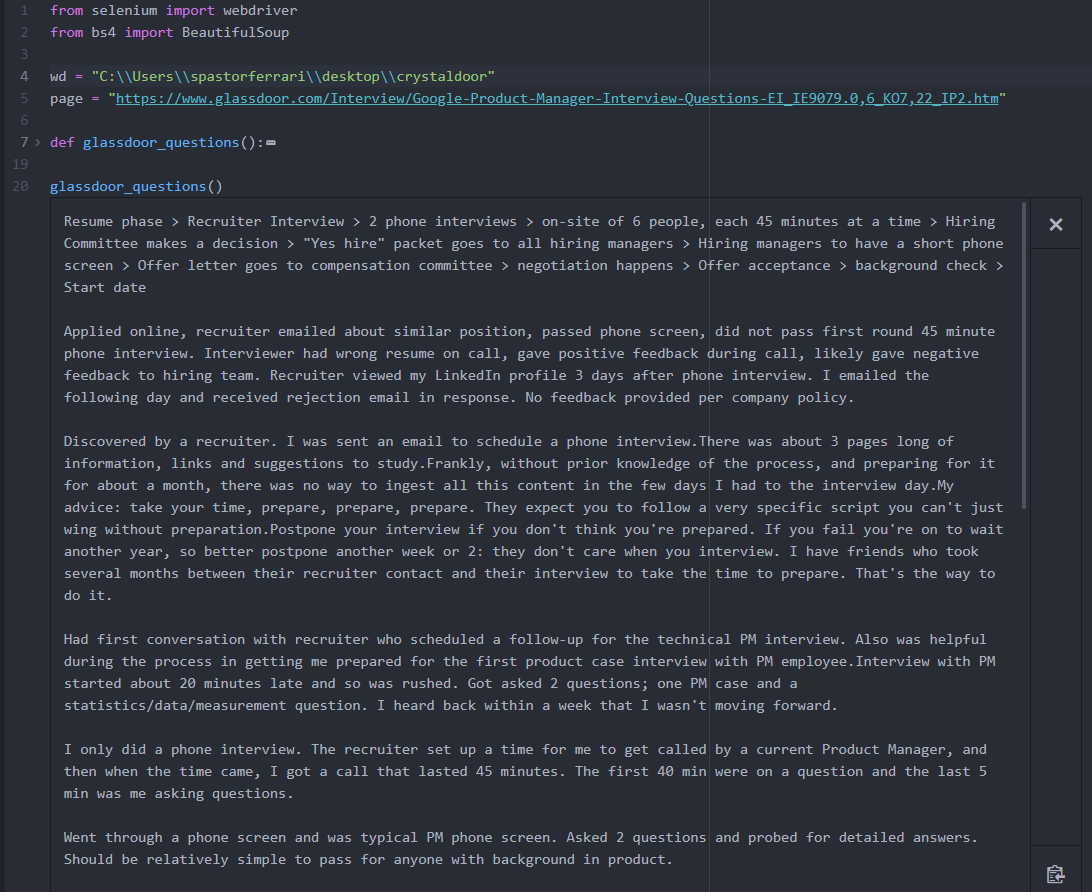 1 from selenium import webdriver
2 from bs4 import BeautifulSoup
3
4 wd = "C:\\Users\\spastorferrari\\desktop\\crystaldoor"
5 page = "https://www.glassdoor.com/Interview/Google-Product-Manager-Interview-Questions-EI_IE9079.0,6_KO7,22_IP2.htm"
6
7 > def glassdoor_questions():
19
20 glassdoor_questions()
Resume phase > Recruiter Interview > 2 phone interviews > on-site of 6 people, each 45 minutes at a time > Hiring
Committee makes a decision > "Yes hire" packet goes to all hiring managers > Hiring managers to have a short phone
screen > Offer letter goes to compensation committee > negotiation happens > Offer acceptance > background check >
Start date
Applied online, recruiter emailed about similar position, passed phone screen, did not pass first round 45 minute
phone interview. Interviewer had wrong resume on call, gave positive feedback during call, likely gave negative
feedback to hiring team. Recruiter viewed my LinkedIn profile 3 days after phone interview. I emailed the
following day and received rejection email in response. No feedback provided per company policy.
Discovered by a recruiter. I was sent an email to schedule a phone interview.There was about 3 pages long of
information, links and suggestions to study.Frankly, without prior knowledge of the process, and preparing for it
for about a month, there was no way to ingest all this content in the few days I had to the interview day.My
advice: take your time, prepare, prepare, prepare. They expect you to follow a very specific script you can't just
wing without preparation.Postpone your interview if you don't think you're prepared. If you fail you're on to wait
another year, so better postpone another week or 2: they don't care when you interview. I have friends who took
several months between their recruiter contact and their interview to take the time to prepare. That's the way to
do it.
Had first conversation with recruiter who scheduled a follow-up for the technical PM interview. Also was helpful
during the process in getting me prepared for the first product case interview with PM employee.Interview with PM
started about 20 minutes late and so was rushed. Got asked 2 questions; one PM case and a
statistics/data/measurement question. I heard back within a week that I wasn't moving forward.
I only did a phone interview. The recruiter set up a time for me to get called by a current Product Manager, and
then when the time came, I got a call that lasted 45 minutes. The first 40 min were on a question and the last 5
min was me asking questions.
Went through a phone screen and was typical PM phone screen. Asked 2 questions and probed for detailed answers.
Should be relatively simple to pass for anyone with background in product.